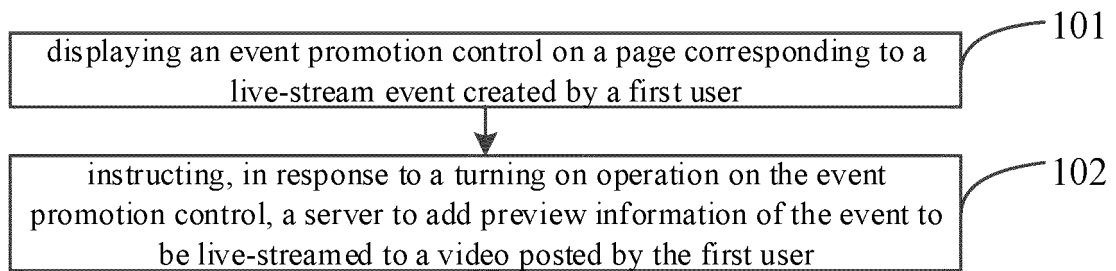 displaying an event promotion control on a page corresponding to a
live-stream event created by a first user
101
instructing, in response to a turning on operation on the event
promotion control, a server to add preview information of the event to
be live-streamed to a video posted by the first user
102